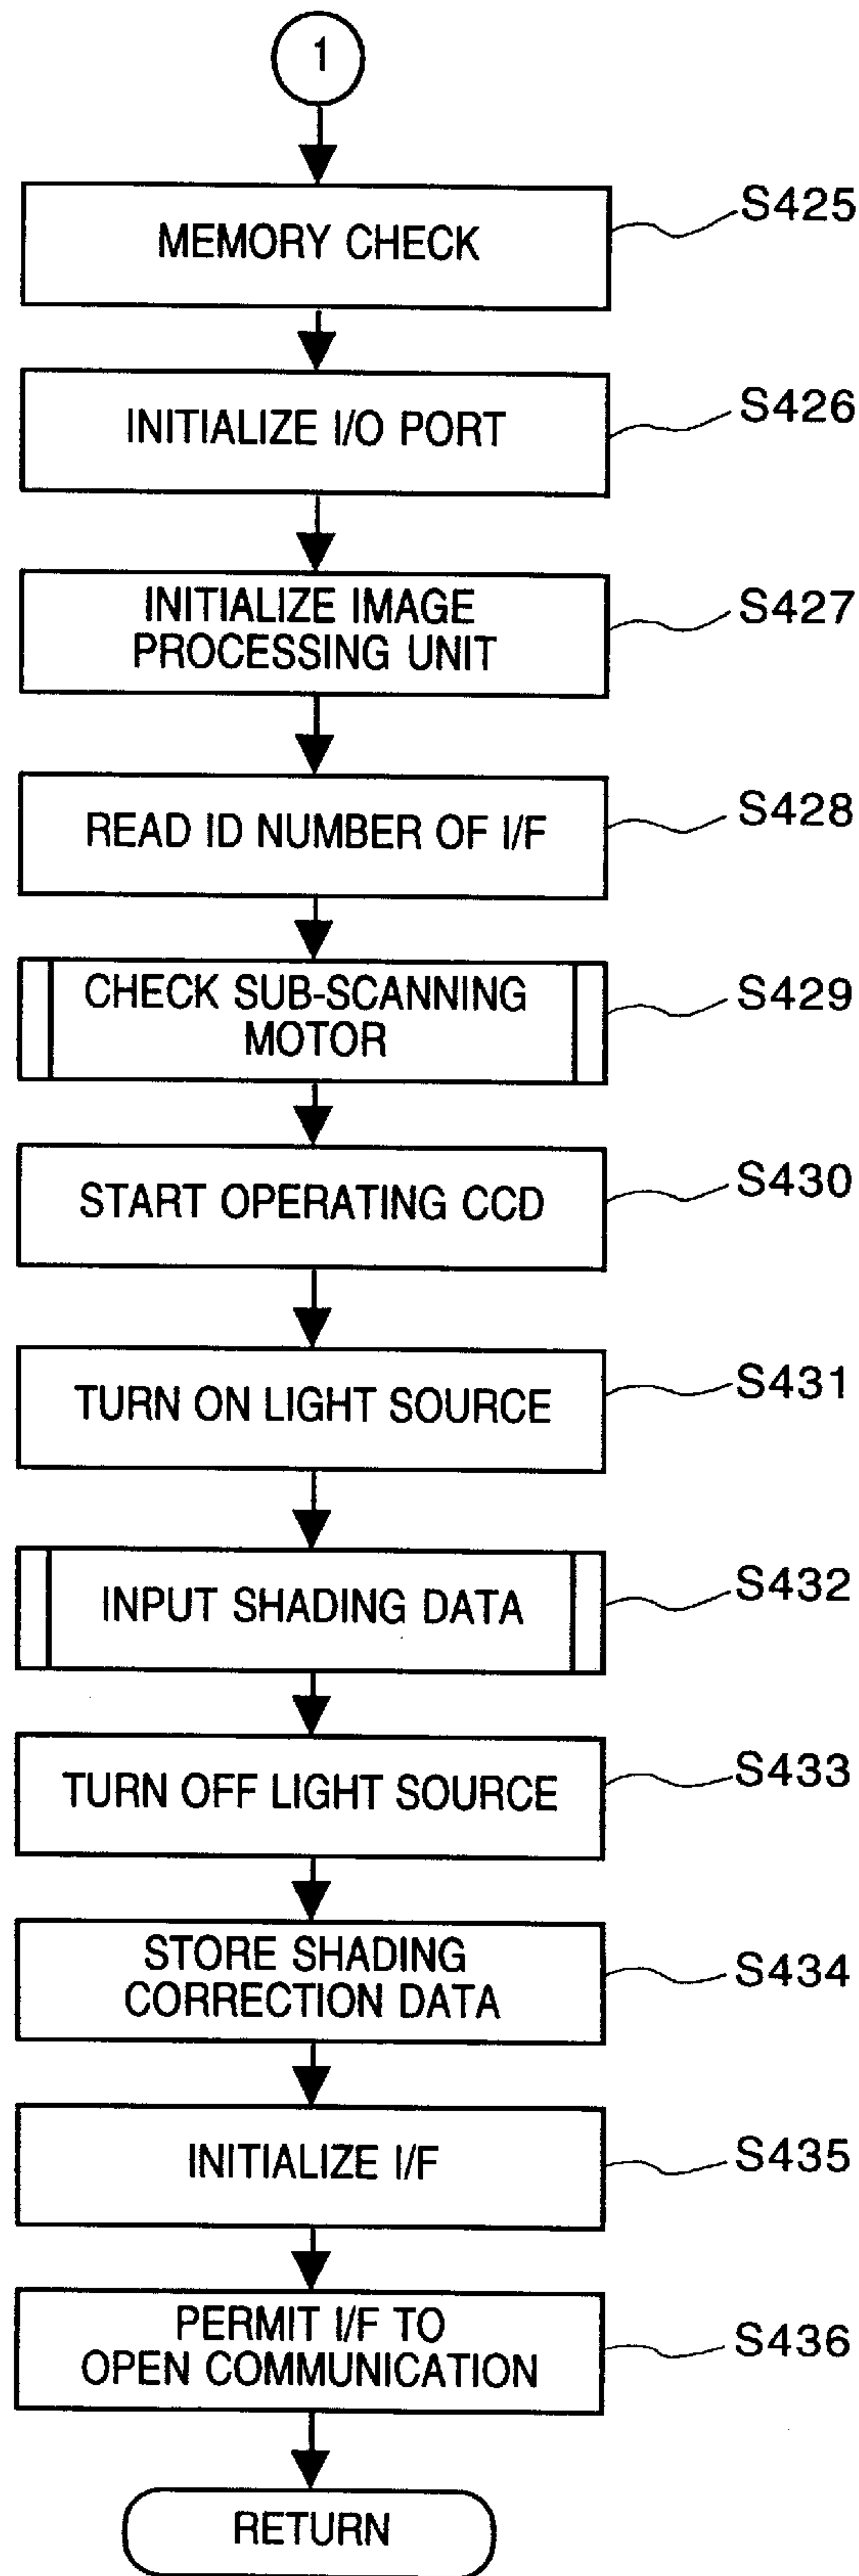 1
MEMORY CHECK
S425
INITIALIZE I/O PORT
S426
INITIALIZE IMAGE
PROCESSING UNIT
S427
READ ID NUMBER OF I/F
S428
CHECK SUB-SCANNING
MOTOR
S429
START OPERATING CCD
S430
TURN ON LIGHT SOURCE
S431
INPUT SHADING DATA
S432
TURN OFF LIGHT SOURCE
S433
STORE SHADING
CORRECTION DATA
S434
INITIALIZE I/F
S435
PERMIT I/F TO
OPEN COMMUNICATION
S436
RETURN